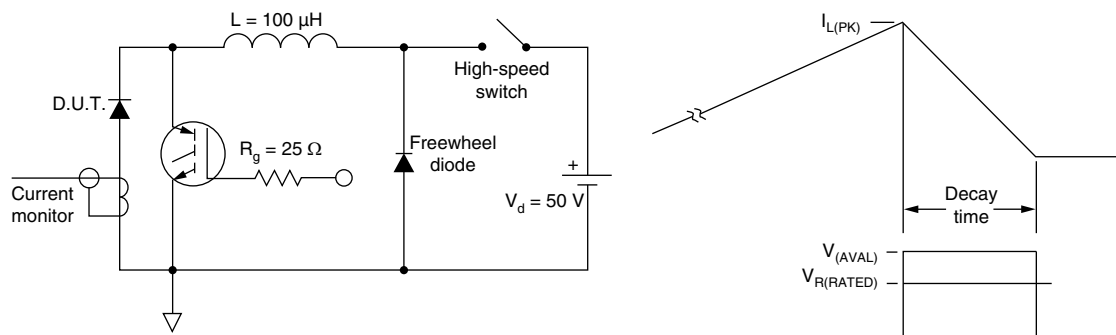 L = 100 μH
High-speed
switch
D.U.T.
R_g = 25 Ω
Freewheel
diode
+
V_d = 50 V
Current
monitor
I_L(PK)
Decay
time
V_(AVAL)
V_R(RATED)